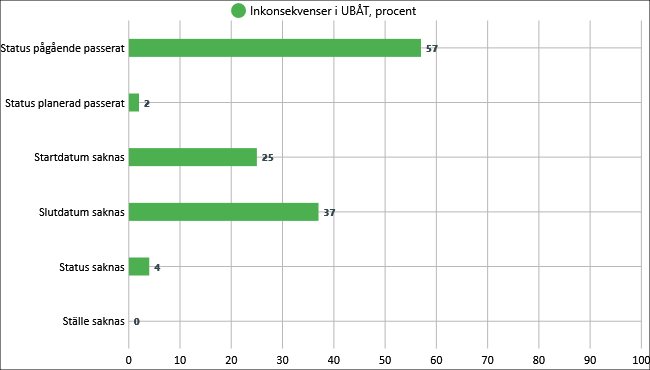 Inkonsekvenser i UBÅT, procent
Status pågående passerat 57
Status planerad passerat 2
Startdatum saknas 25
Slutdatum saknas 37
Status saknas 4
Ställe saknas 0
0 10 20 30 40 50 60 70 80 90 100